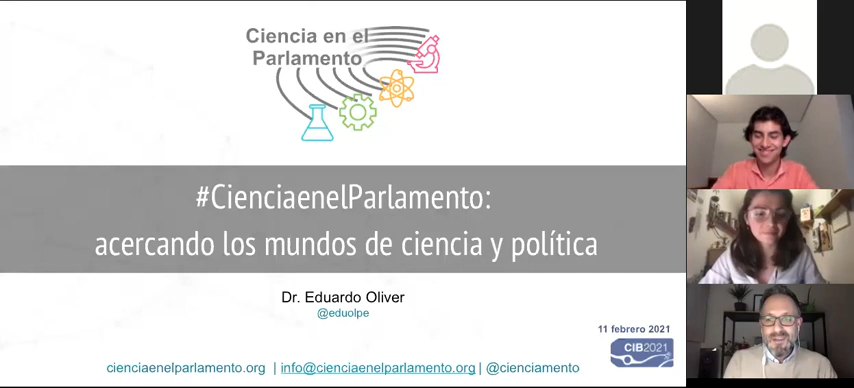 Ciencia en el
Parlamento
#CienciaenelParlamento:
acercando los mundos de ciencia y política
Dr. Eduardo Oliver
@eduolpe
11 febrero 2021
CIB2021
cienciaenelparlamento.org | info@cienciaenelparlamento.org | @cienciamento